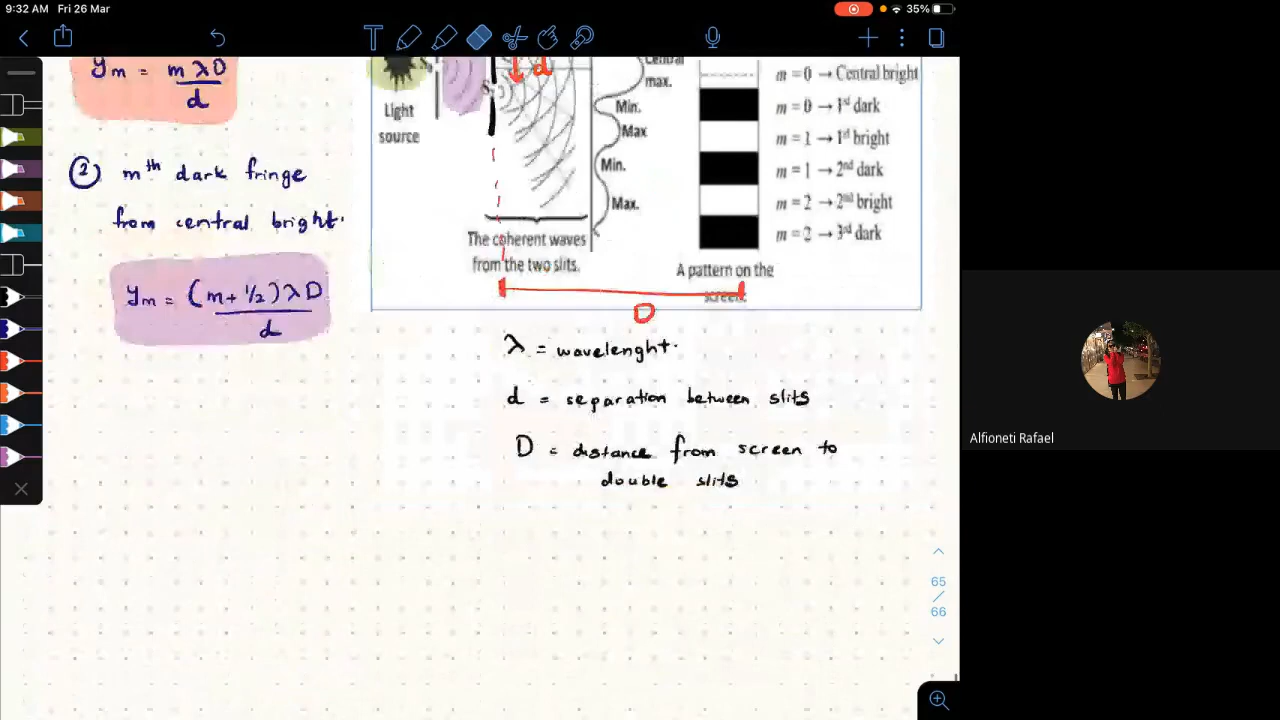 9:32 AM Fri 26 Mar
35%
ym = mλD
d
② mth dark fringe
from central bright.
ym = (m+1/2)λD
d
d
Light
source
Central
max.
Min.
Max
Min.
Max.
The coherent waves
from the two slits.
A pattern on the
screen.
m = 0 → Central bright
m = 0 → 1st dark
m = 1 → 1st bright
m = 1 → 2nd dark
m = 2 → 2nd bright
m = 2 → 3rd dark
D
λ = wavelenght.
d = separation between slits
D = distance from screen to
double slits
65
/
66
Alfioneti Rafael